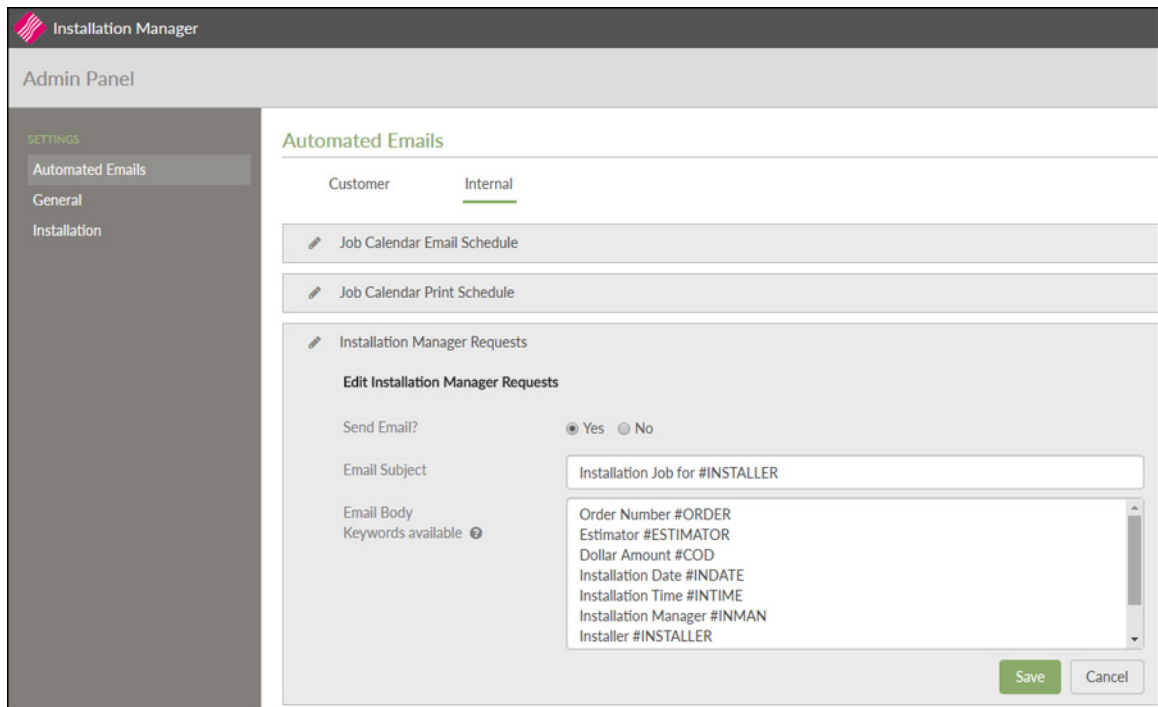 Installation Manager
Admin Panel
SETTINGS
Automated Emails
General
Installation
Automated Emails
Customer Internal
Job Calendar Email Schedule
Job Calendar Print Schedule
Installation Manager Requests
Edit Installation Manager Requests
Send Email? Yes No
Email Subject Installation Job for #INSTALLER
Email Body
Keywords available
Order Number #ORDER
Estimator #ESTIMATOR
Dollar Amount #COD
Installation Date #INDATE
Installation Time #INTIME
Installation Manager #INMAN
Installer #INSTALLER
Save Cancel